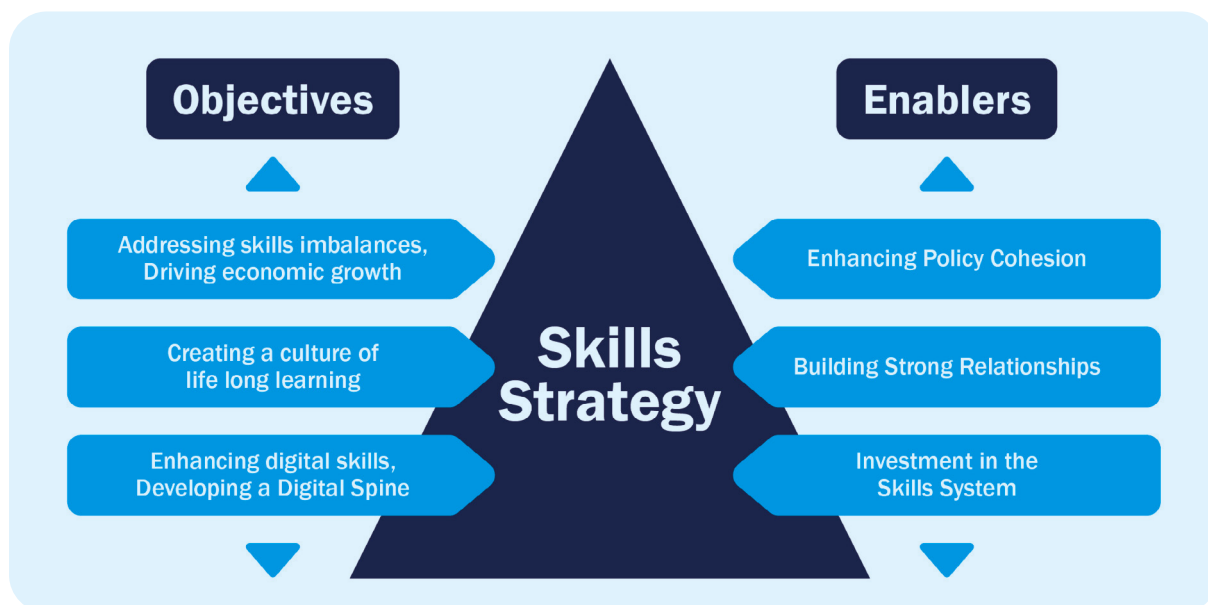 Objectives
Addressing skills imbalances,
Driving economic growth
Creating a culture of
life long learning
Enhancing digital skills,
Developing a Digital Spine
Skills
Strategy
Enablers
Enhancing Policy Cohesion
Building Strong Relationships
Investment in the
Skills System